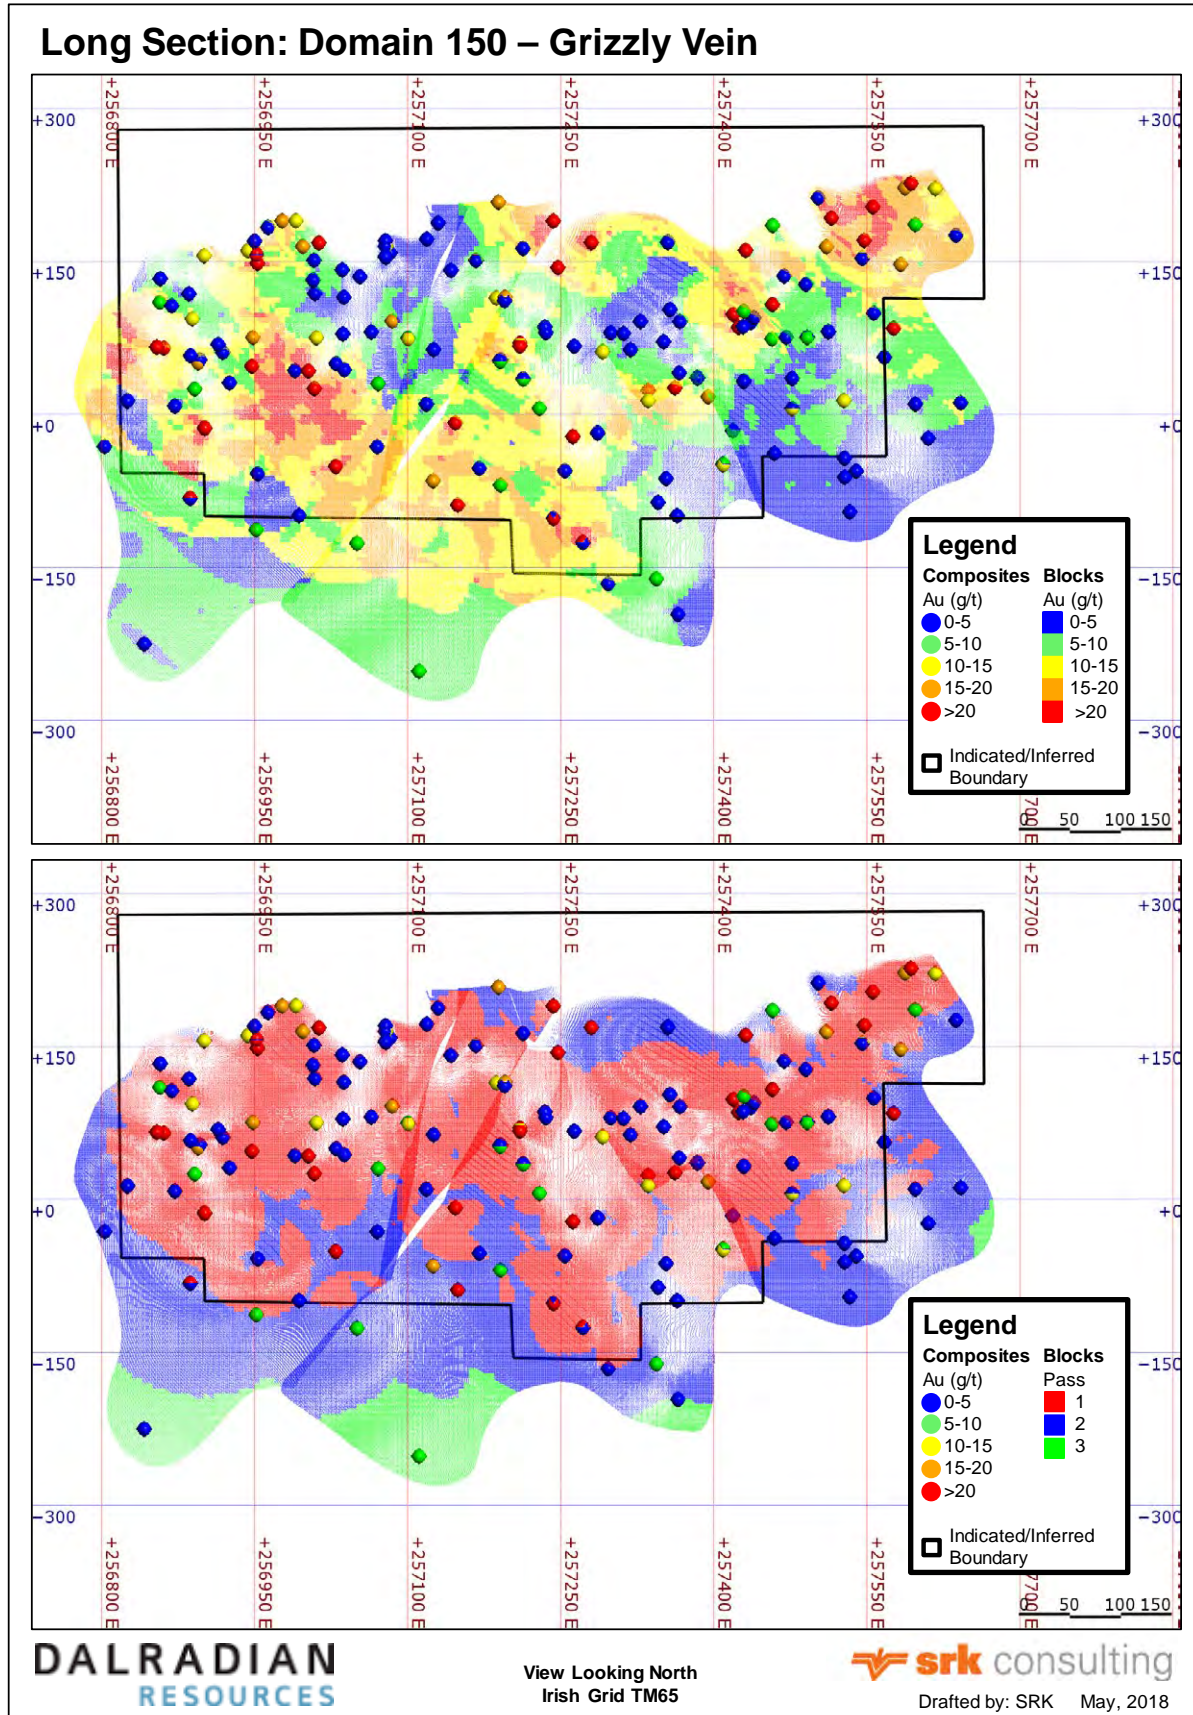 Long Section: Domain 150 – Grizzly Vein
+256800 E
+256950 E
+257100 E
+257250 E
+257400 E
+257550 E
+257700 E
+300
+300
+150
+150
+0
+0
-150
-150
-300
-300
+256800 E
+256950 E
+257100 E
+257250 E
+257400 E
+257550 E
700 E
Legend
Composites Blocks
Au (g/t) Au (g/t)
0-5 0-5
5-10 5-10
10-15 10-15
15-20 15-20
>20 >20
Indicated/Inferred
Boundary
0 50 100 150
+256800 E
+256950 E
+257100 E
+257250 E
+257400 E
+257550 E
+257700 E
+300
+300
+150
+150
+0
+0
-150
-150
-300
-300
+256800 E
+256950 E
+257100 E
+257250 E
+257400 E
+257550 E
700 E
Legend
Composites Blocks
Au (g/t) Pass
0-5 1
5-10 2
10-15 3
15-20
>20
Indicated/Inferred
Boundary
0 50 100 150
DALRADIAN
RESOURCES
View Looking North
Irish Grid TM65
srk consulting
Drafted by: SRK May, 2018